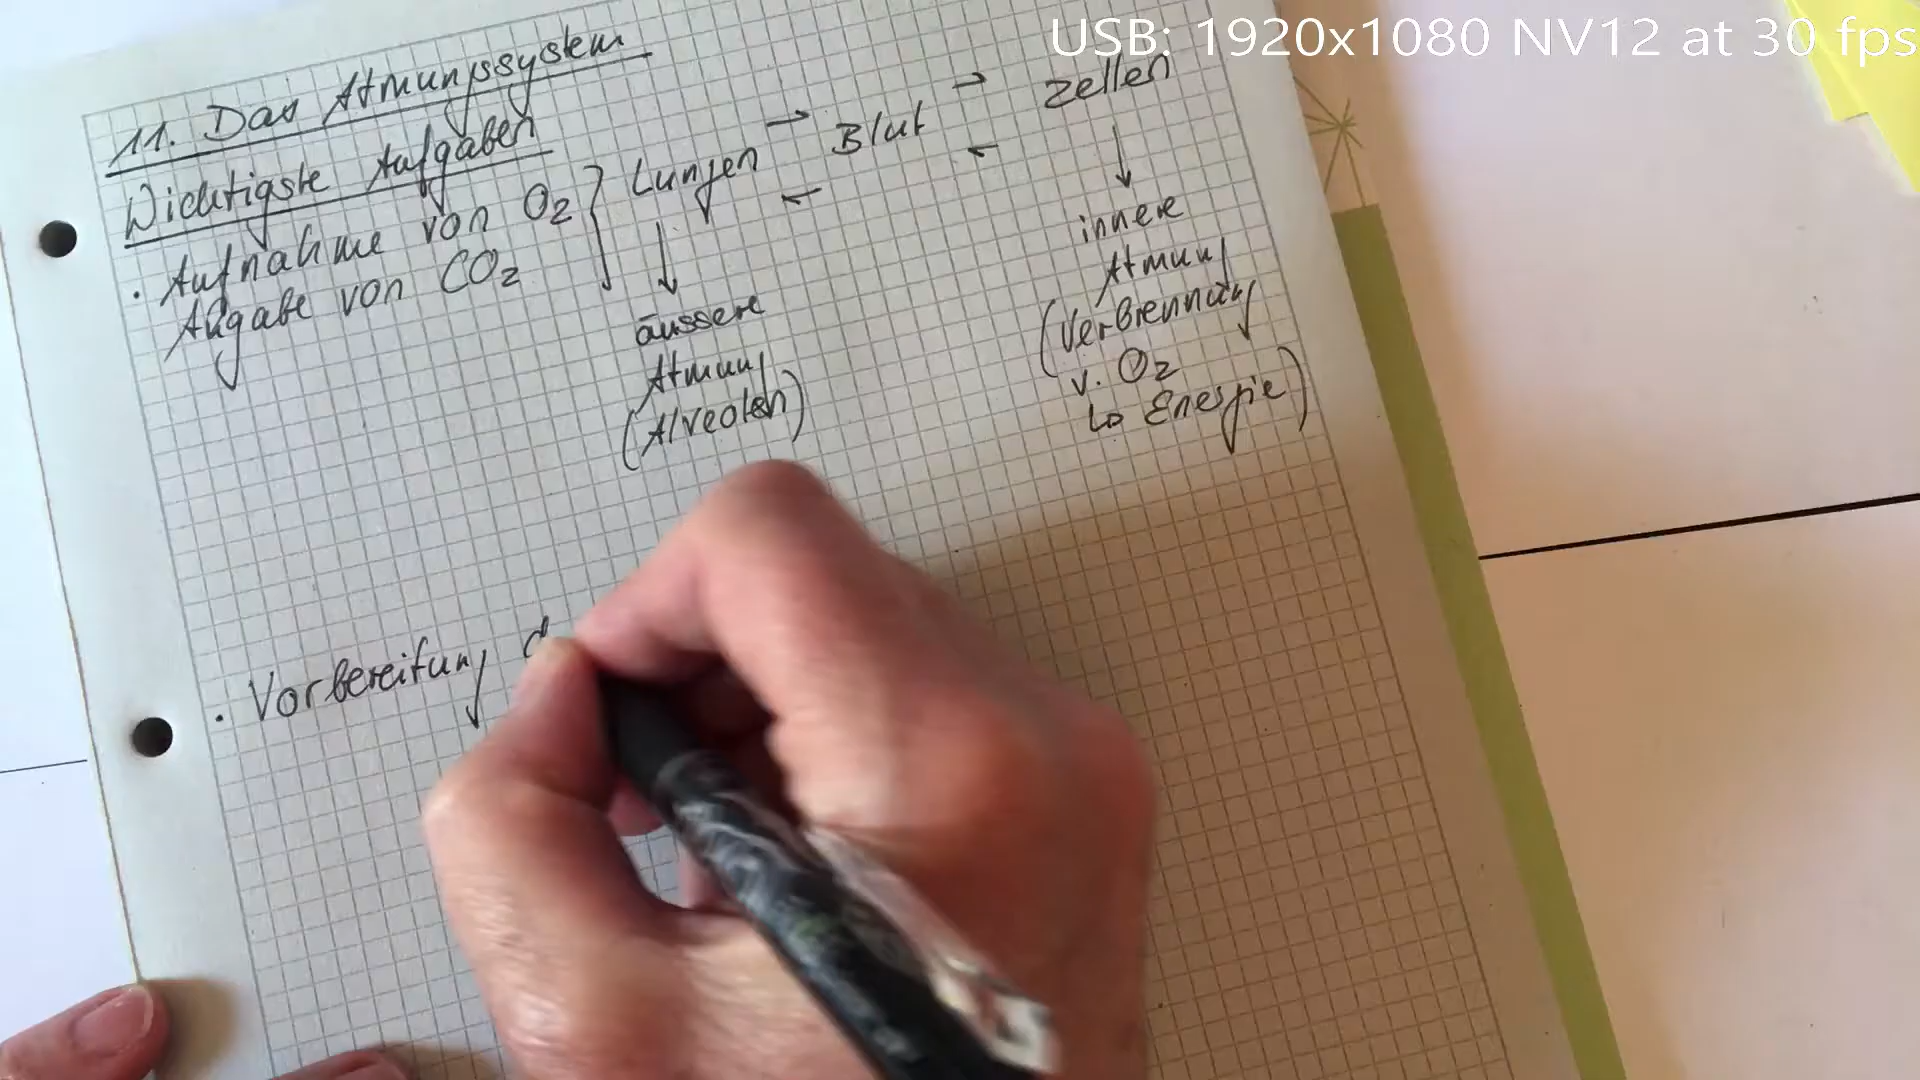 USB: 1920x1080 NV12 at 30 fps
11. Das Atmungssystem
Wichtigste Aufgaben
· Aufnahme von O2 } Lungen → Blut → Zellen
← ←
Abgabe von CO2
↓ ↓
äussere
Atmung
(Alveolen)
innere
Atmung
(Verbrennung
v. O2
↳ Energie)
· Vorbereitung d